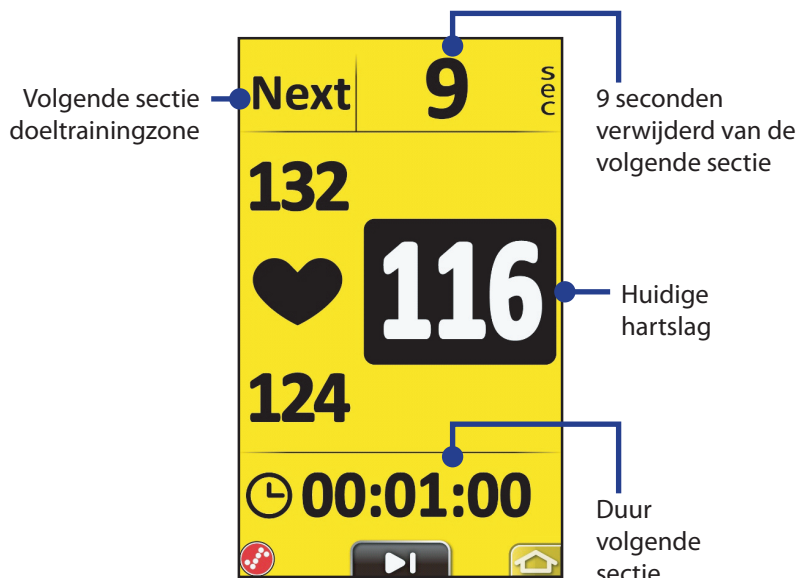 Volgende sectie
doeltrainingzone
Next
9
sec
9 seconden
verwijderd van de
volgende sectie
132
116
124
Huidige
hartslag
00:01:00
Duur
volgende
sectie